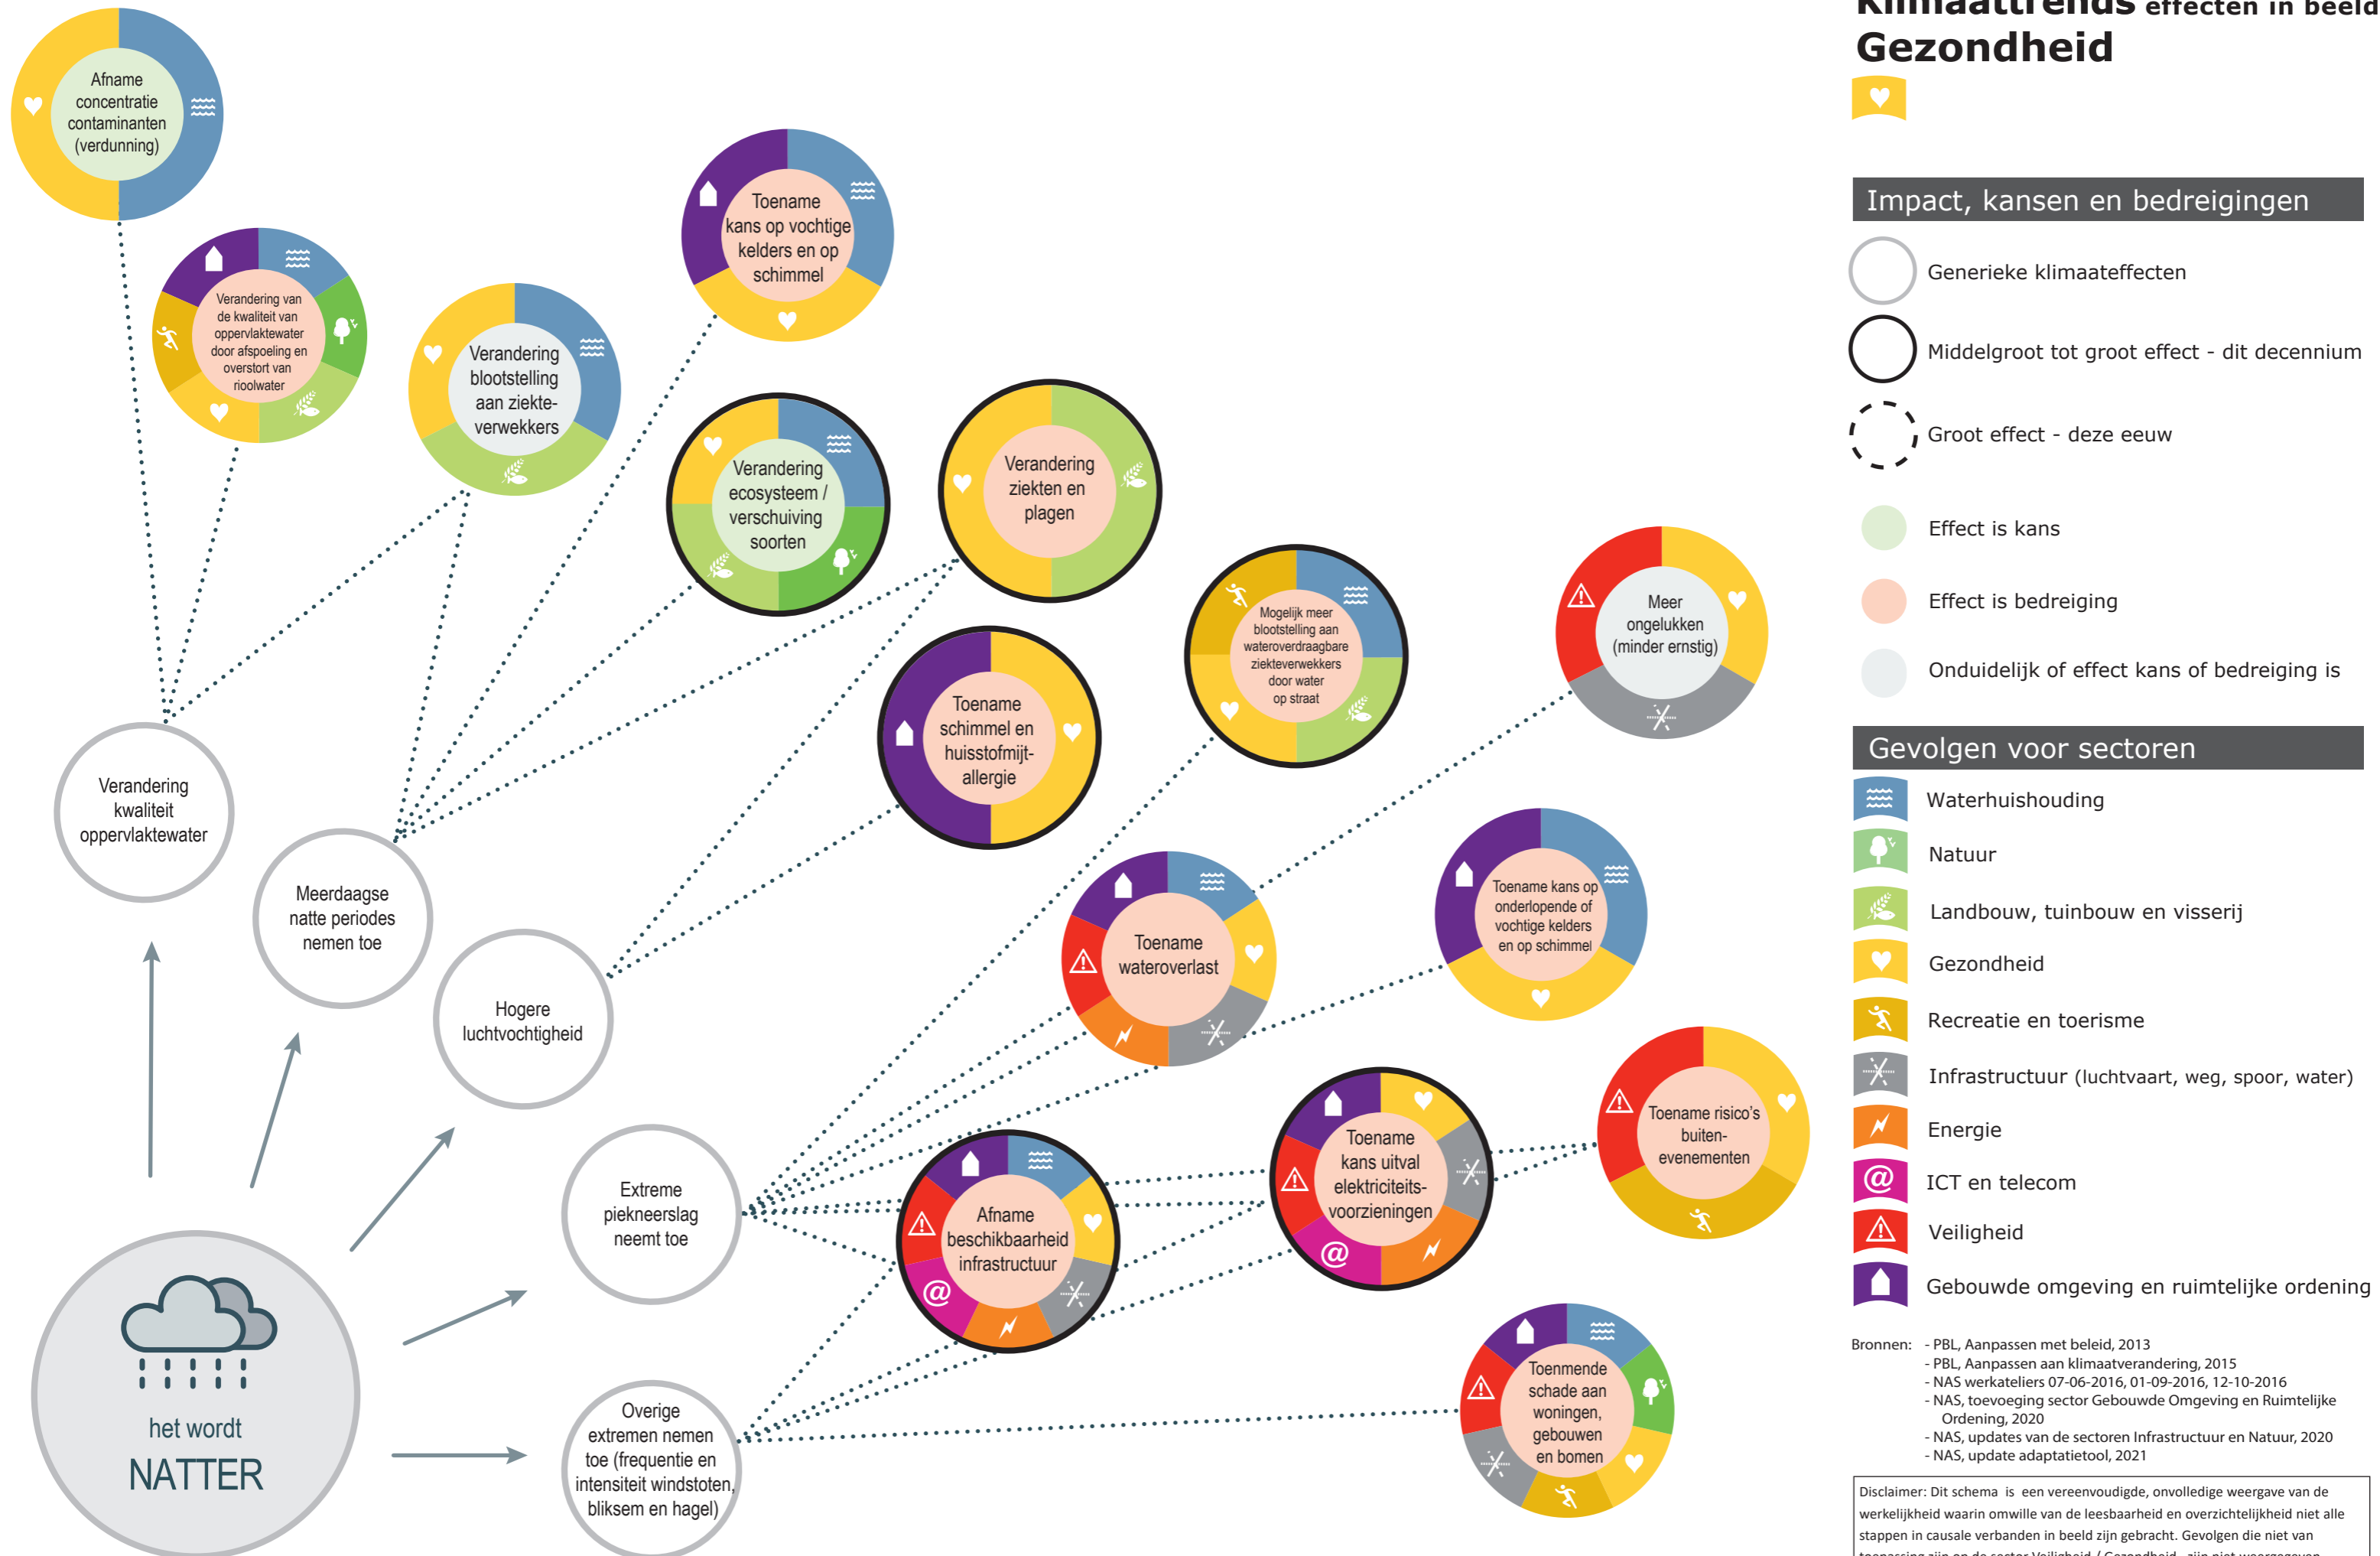 Klimaattrends effecten in beeld
Gezondheid
Afname
concentratie
contaminanten
(verdunning)
Verandering van
de kwaliteit van
oppervlaktewater
door afspoeling en
overstort van
rioolwater
Verandering
blootstelling
aan ziekte-
verwekkers
Toename
kans op vochtige
kelders en op
schimmel
Verandering
ecosysteem /
verschuiving
soorten
Verandering
ziekten en
plagen
Toename
schimmel en
huisstofmijt-
allergie
Mogelijk meer
blootstelling aan
wateroverdraagbare
ziekteverwekkers
door water
op straat
Meer
ongelukken
(minder ernstig)
Toename
wateroverlast
Toename kans op
onderlopende of
vochtige kelders
en op schimmel
Toename risico's
buiten-
evenementen
Toename
kans uitval
elektriciteits-
voorzieningen
Afname
beschikbaarheid
infrastructuur
Toenmende
schade aan
woningen,
gebouwen
en bomen
Verandering
kwaliteit
oppervlaktewater
Meerdaagse
natte periodes
nemen toe
Hogere
luchtvochtigheid
Extreme
piekneerslag
neemt toe
Overige
extremen nemen
toe (frequentie en
intensiteit windstoten,
bliksem en hagel)
het wordt
NATTER
Impact, kansen en bedreigingen
Generieke klimaateffecten
Middelgroot tot groot effect - dit decennium
Groot effect - deze eeuw
Effect is kans
Effect is bedreiging
Onduidelijk of effect kans of bedreiging is
Gevolgen voor sectoren
Waterhuishouding
Natuur
Landbouw, tuinbouw en visserij
Gezondheid
Recreatie en toerisme
Infrastructuur (luchtvaart, weg, spoor, water)
Energie
@ ICT en telecom
Veiligheid
Gebouwde omgeving en ruimtelijke ordening
Bronnen: - PBL, Aanpassen met beleid, 2013
- PBL, Aanpassen aan klimaatverandering, 2015
- NAS werkateliers 07-06-2016, 01-09-2016, 12-10-2016
- NAS, toevoeging sector Gebouwde Omgeving en Ruimtelijke
Ordening, 2020
- NAS, updates van de sectoren Infrastructuur en Natuur, 2020
- NAS, update adaptatietool, 2021
Disclaimer: Dit schema is een vereenvoudigde, onvolledige weergave van de
werkelijkheid waarin omwille van de leesbaarheid en overzichtelijkheid niet alle
stappen in causale verbanden in beeld zijn gebracht. Gevolgen die niet van
toepassing zijn op de sector Veiligheid / Gezondheid zijn niet weergegeven